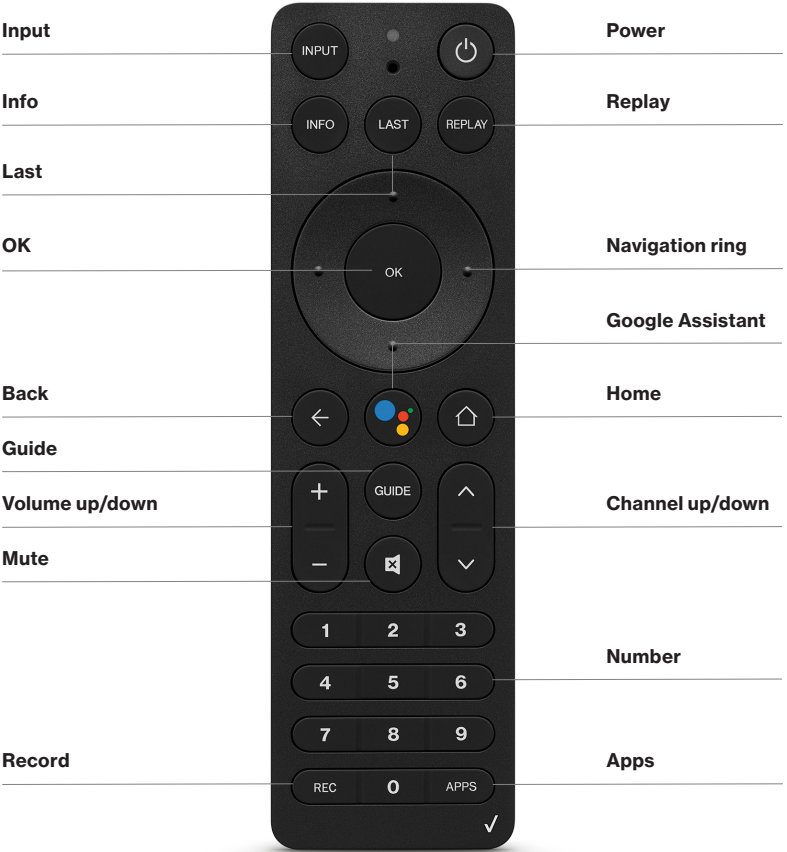 Input
Power
INPUT
Info
Replay
INFO
LAST
REPLAY
Last
OK
Navigation ring
OK
Google Assistant
Back
Home
Guide
GUIDE
Volume up/down
Channel up/down
Mute
1 2 3
Number
4 5 6
7 8 9
Record
Apps
REC 0 APPS